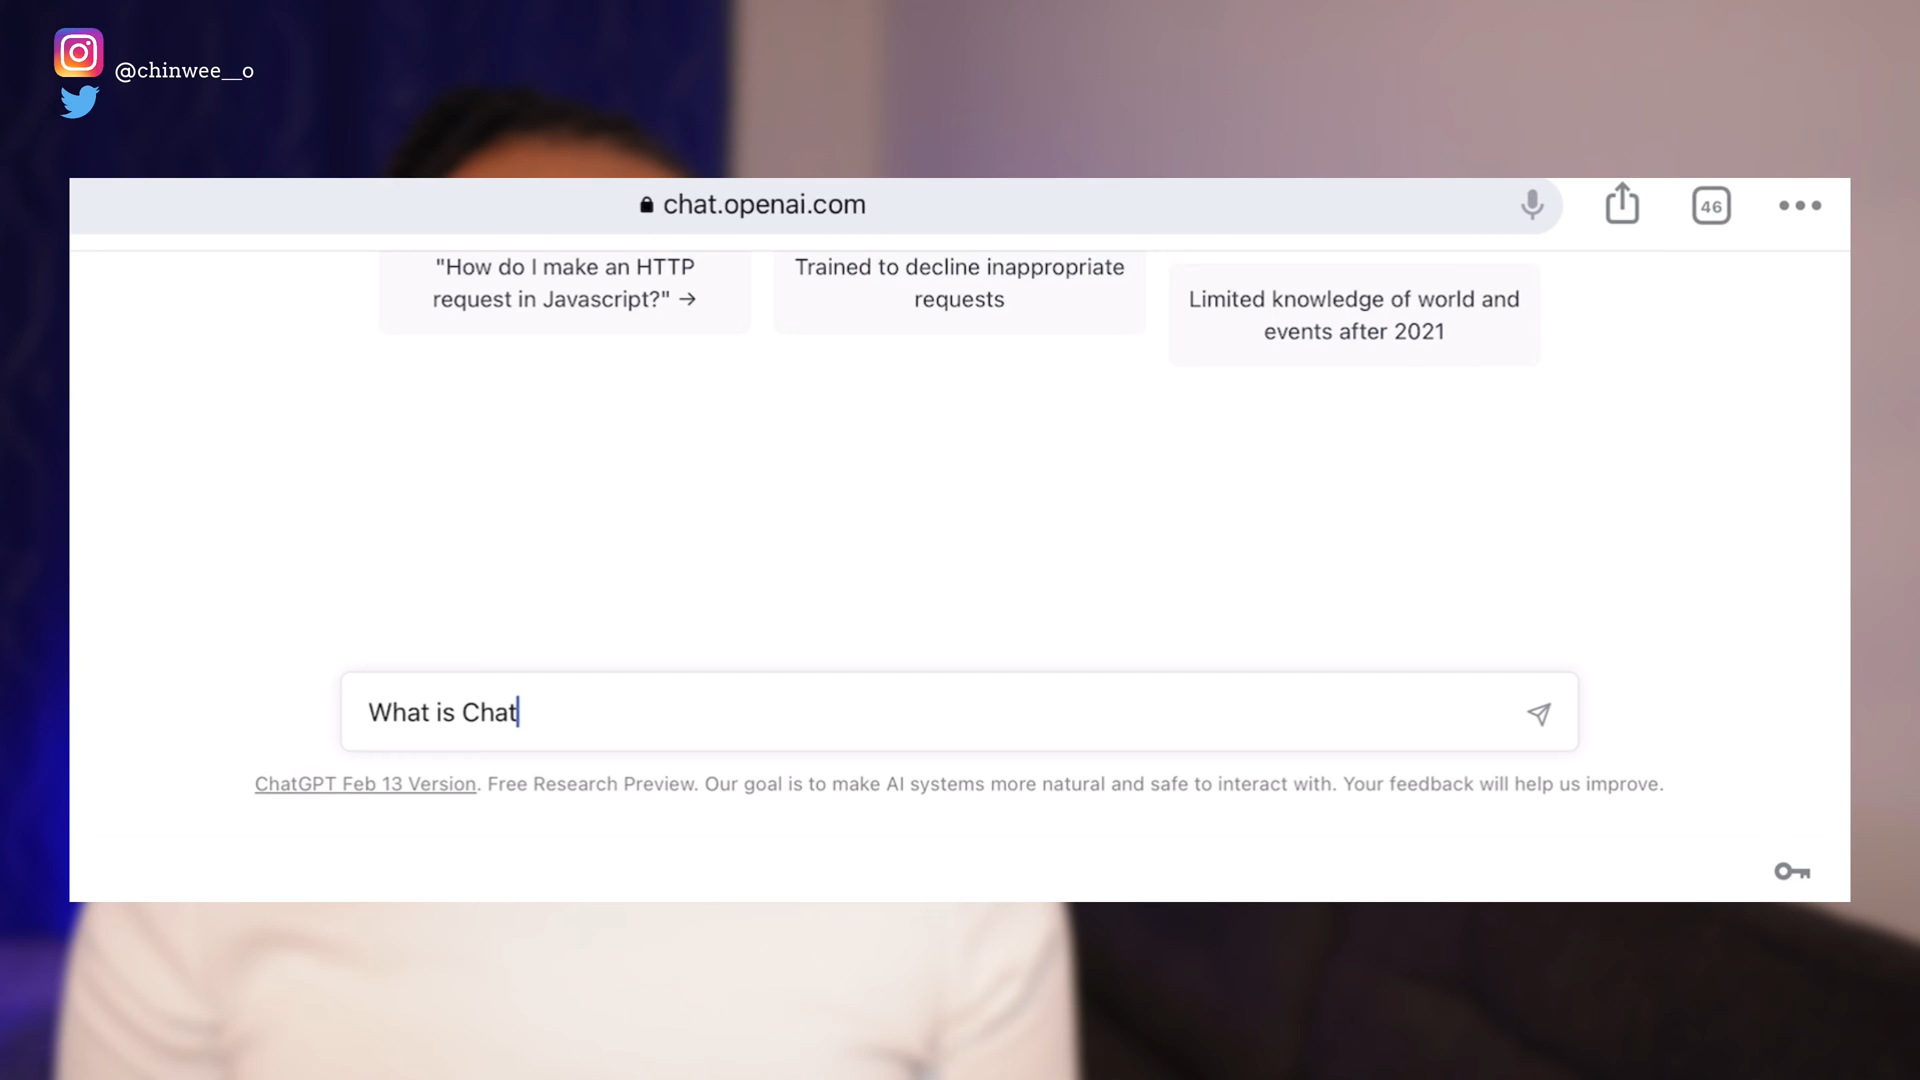 @chinwee__o
chat.openai.com
46
"How do I make an HTTP
request in Javascript?" →
Trained to decline inappropriate
requests
Limited knowledge of world and
events after 2021
What is Chat
ChatGPT Feb 13 Version. Free Research Preview. Our goal is to make AI systems more natural and safe to interact with. Your feedback will help us improve.